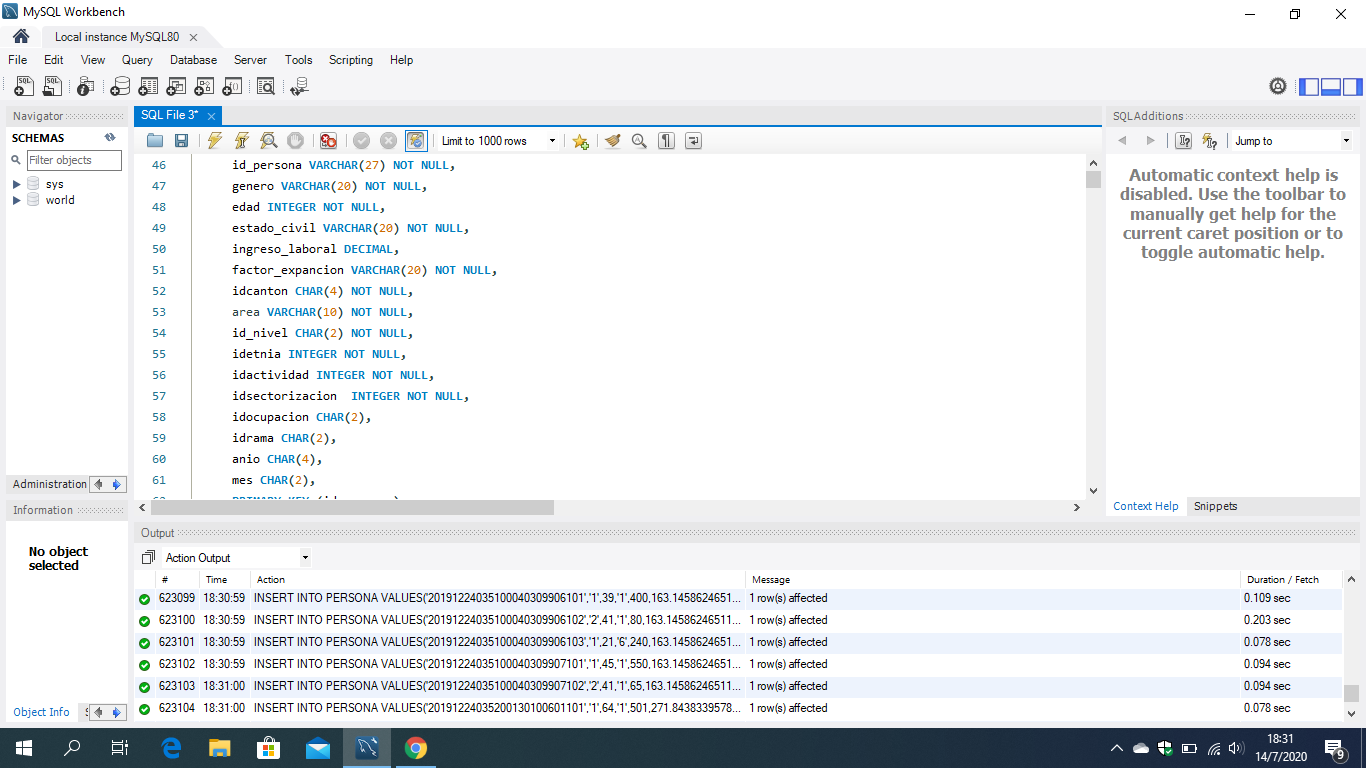 MySQL Workbench
Local instance MySQL80
File Edit View Query Database Server Tools Scripting Help
Navigator
SCHEMAS
Filter objects
sys
world
Administration
Information
No object
selected
Object Info
SQL File 3*
Limit to 1000 rows
46 id_persona VARCHAR(27) NOT NULL,
47 genero VARCHAR(20) NOT NULL,
48 edad INTEGER NOT NULL,
49 estado_civil VARCHAR(20) NOT NULL,
50 ingreso_laboral DECIMAL,
51 factor_expancion VARCHAR(20) NOT NULL,
52 idcanton CHAR(4) NOT NULL,
53 area VARCHAR(10) NOT NULL,
54 id_nivel CHAR(2) NOT NULL,
55 idetnia INTEGER NOT NULL,
56 idactividad INTEGER NOT NULL,
57 idsectorizacion  INTEGER NOT NULL,
58 idocupacion CHAR(2),
59 idrama CHAR(2),
60 anio CHAR(4),
61 mes CHAR(2),
SQLAdditions
Jump to
Automatic context help is
disabled. Use the toolbar to
manually get help for the
current caret position or to
toggle automatic help.
Context Help Snippets
Output
Action Output
# Time Action Message Duration / Fetch
623099 18:30:59 INSERT INTO PERSONA VALUES('20191224035100040309906101','1',39,'1',400,163.1458624651... 1 row(s) affected 0.109 sec
623100 18:30:59 INSERT INTO PERSONA VALUES('20191224035100040309906102','2',41,'1',80,163.14586246511... 1 row(s) affected 0.203 sec
623101 18:30:59 INSERT INTO PERSONA VALUES('20191224035100040309906103','1',21,'6',240,163.1458624651... 1 row(s) affected 0.078 sec
623102 18:30:59 INSERT INTO PERSONA VALUES('20191224035100040309907101','1',45,'1',550,163.1458624651... 1 row(s) affected 0.094 sec
623103 18:31:00 INSERT INTO PERSONA VALUES('20191224035100040309907102','2',41,'1',65,163.14586246511... 1 row(s) affected 0.094 sec
623104 18:31:00 INSERT INTO PERSONA VALUES('20191224035200130100601101','1',64,'1',501,271.8438339578... 1 row(s) affected 0.078 sec
18:31
14/7/2020
9